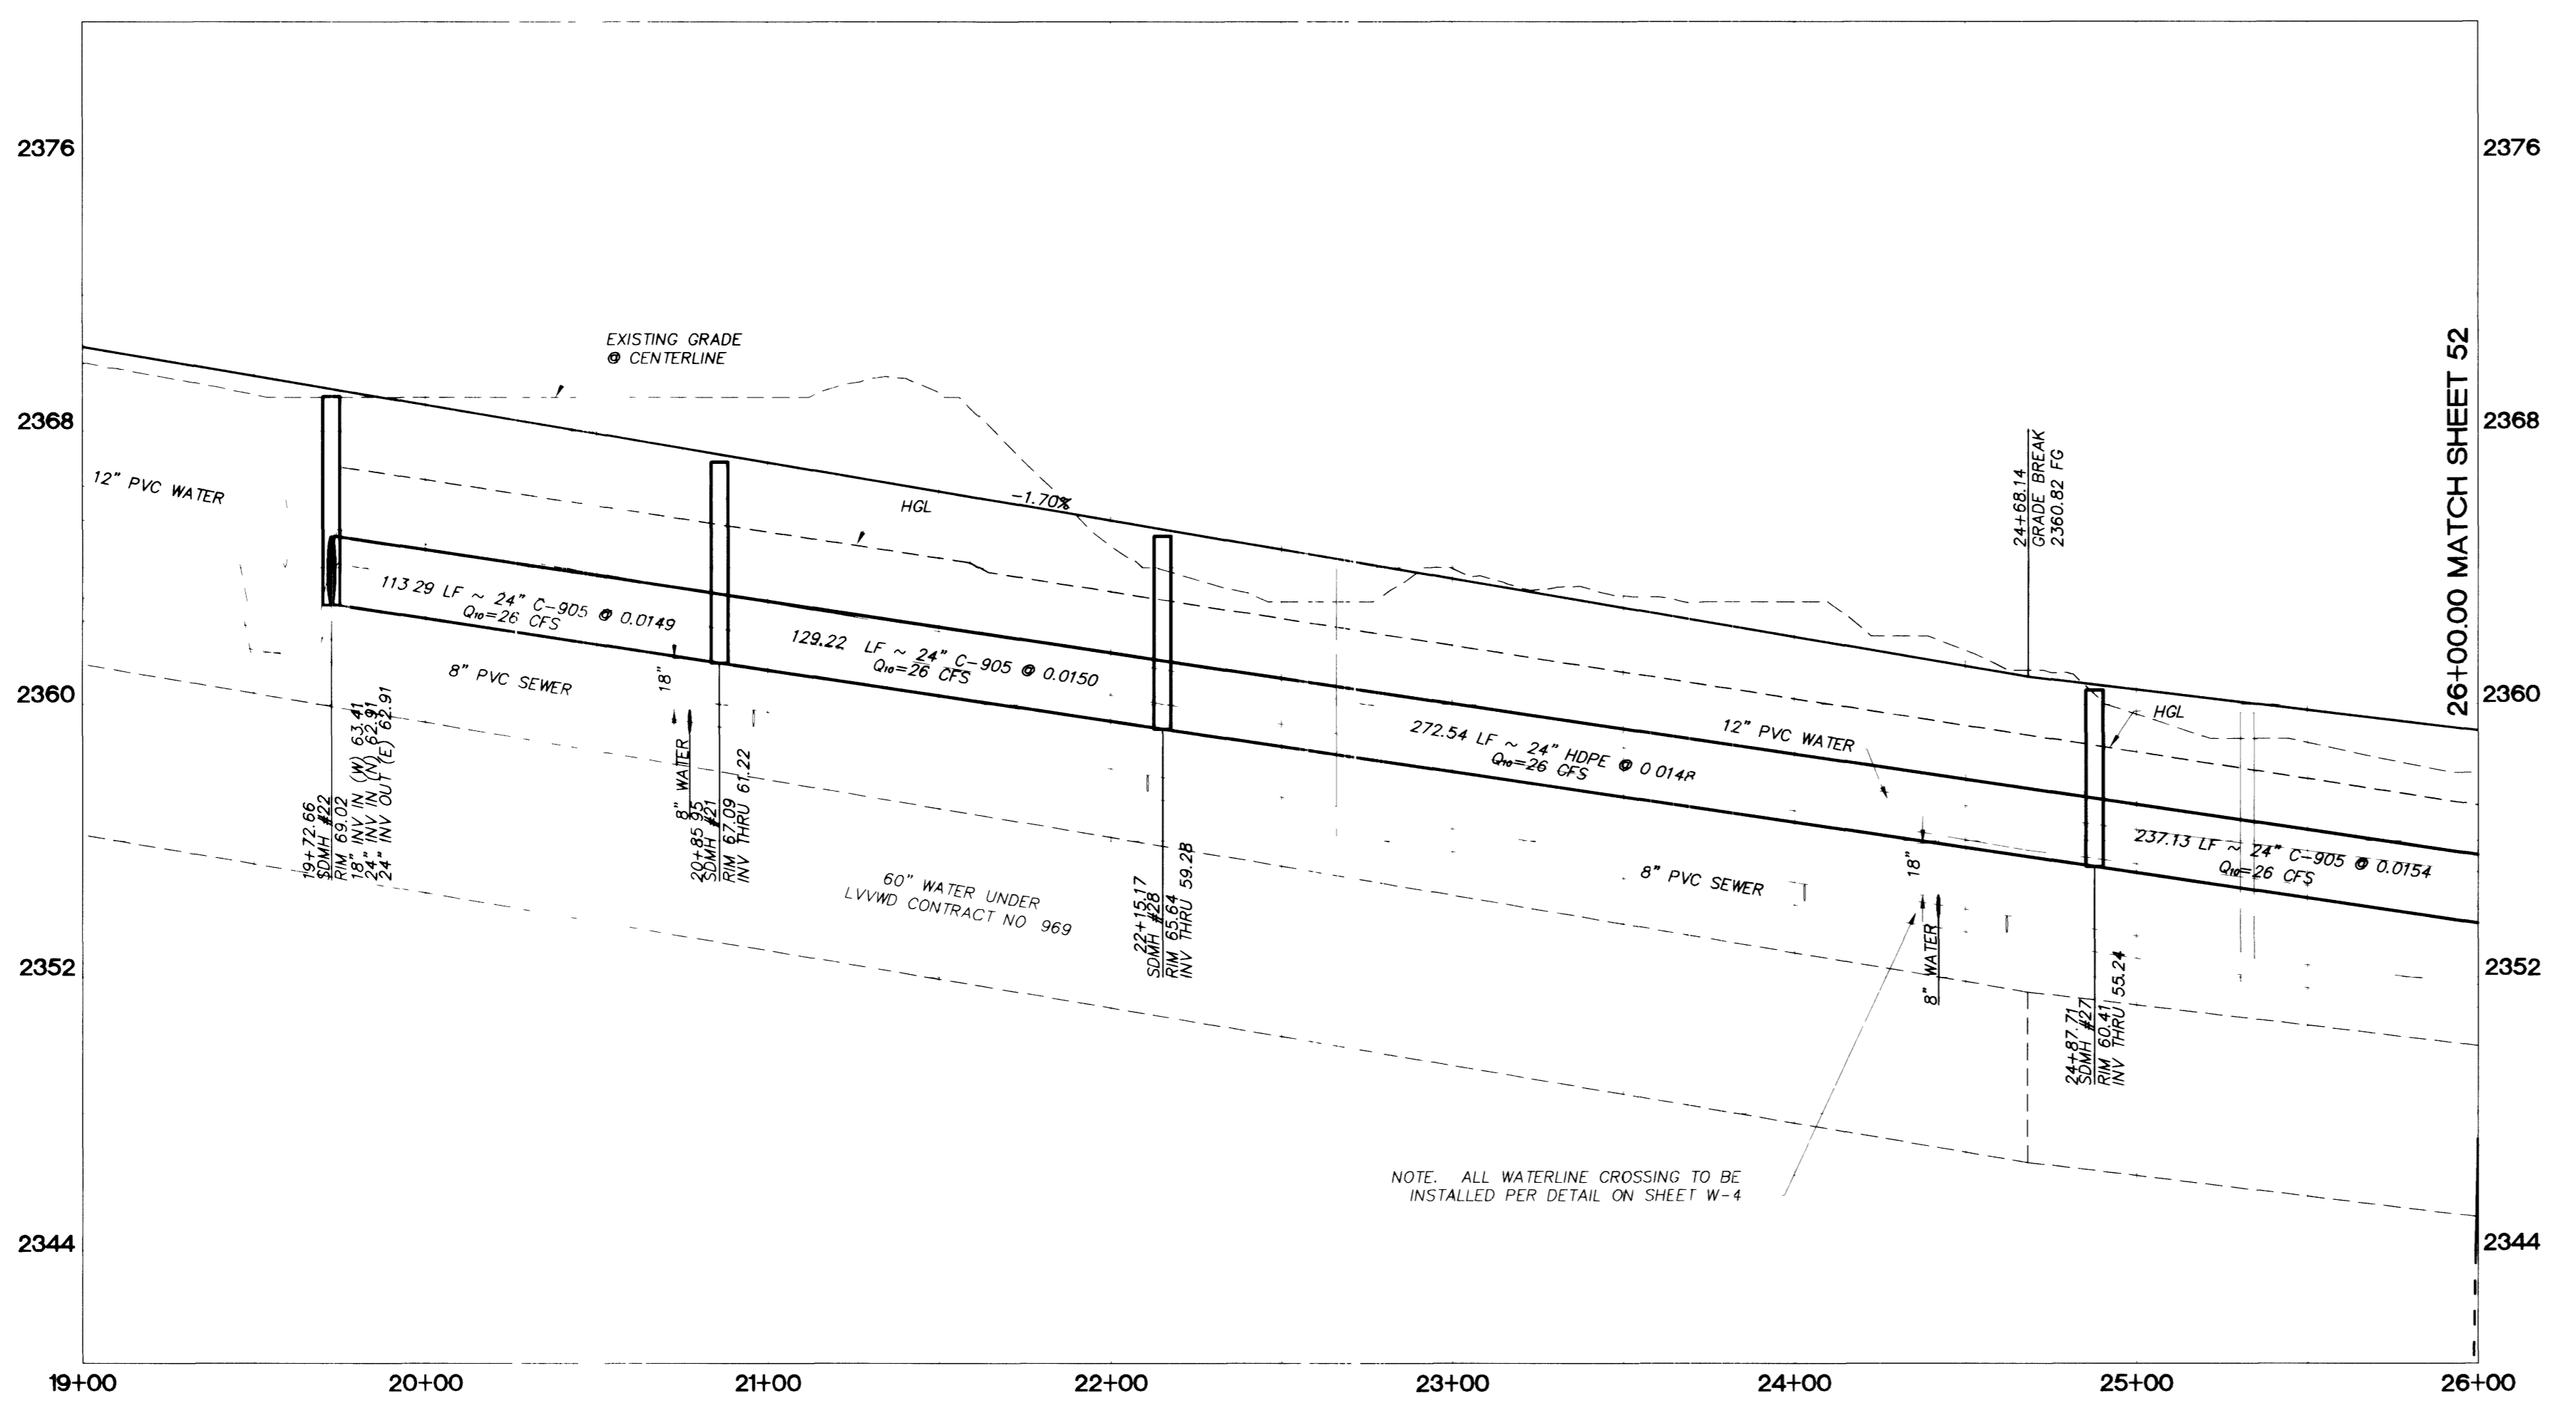 2376
2376
EXISTING GRADE
@ CENTERLINE
2368
2368
12" PVC WATER
HGL
-1.70%
24+68.14
GRADE BREAK
2360.82 FG
26+00.00 MATCH SHEET 52
113.29 LF ~ 24" C-905 @ 0.0149
Q₁₀=26 CFS
129.22 LF ~ 24" C-905 @ 0.0150
Q₁₀=26 CFS
8" PVC SEWER
18"
2360
2360
272.54 LF ~ 24" HDPE @ 0.0148
Q₁₀=26 CFS
12" PVC WATER
HGL
237.13 LF ~ 24" C-905 @ 0.0154
Q₁₀=26 CFS
19+72.66
SDMH #22
RIM 69.02
18" INV IN (W) 63.41
24" INV IN (N) 62.91
24" INV OUT (E) 62.91
8" WATER
20+85.95
SDMH #21
RIM 67.09
INV THRU 61.22
60" WATER UNDER
LVVWD CONTRACT NO 969
22+15.17
SDMH #28
RIM 65.64
INV THRU 59.28
8" PVC SEWER
18"
8" WATER
2352
2352
24+87.71
SDMH #27
RIM 60.41
INV THRU 55.24
NOTE. ALL WATERLINE CROSSING TO BE
INSTALLED PER DETAIL ON SHEET W-4
2344
2344
19+00
20+00
21+00
22+00
23+00
24+00
25+00
26+00